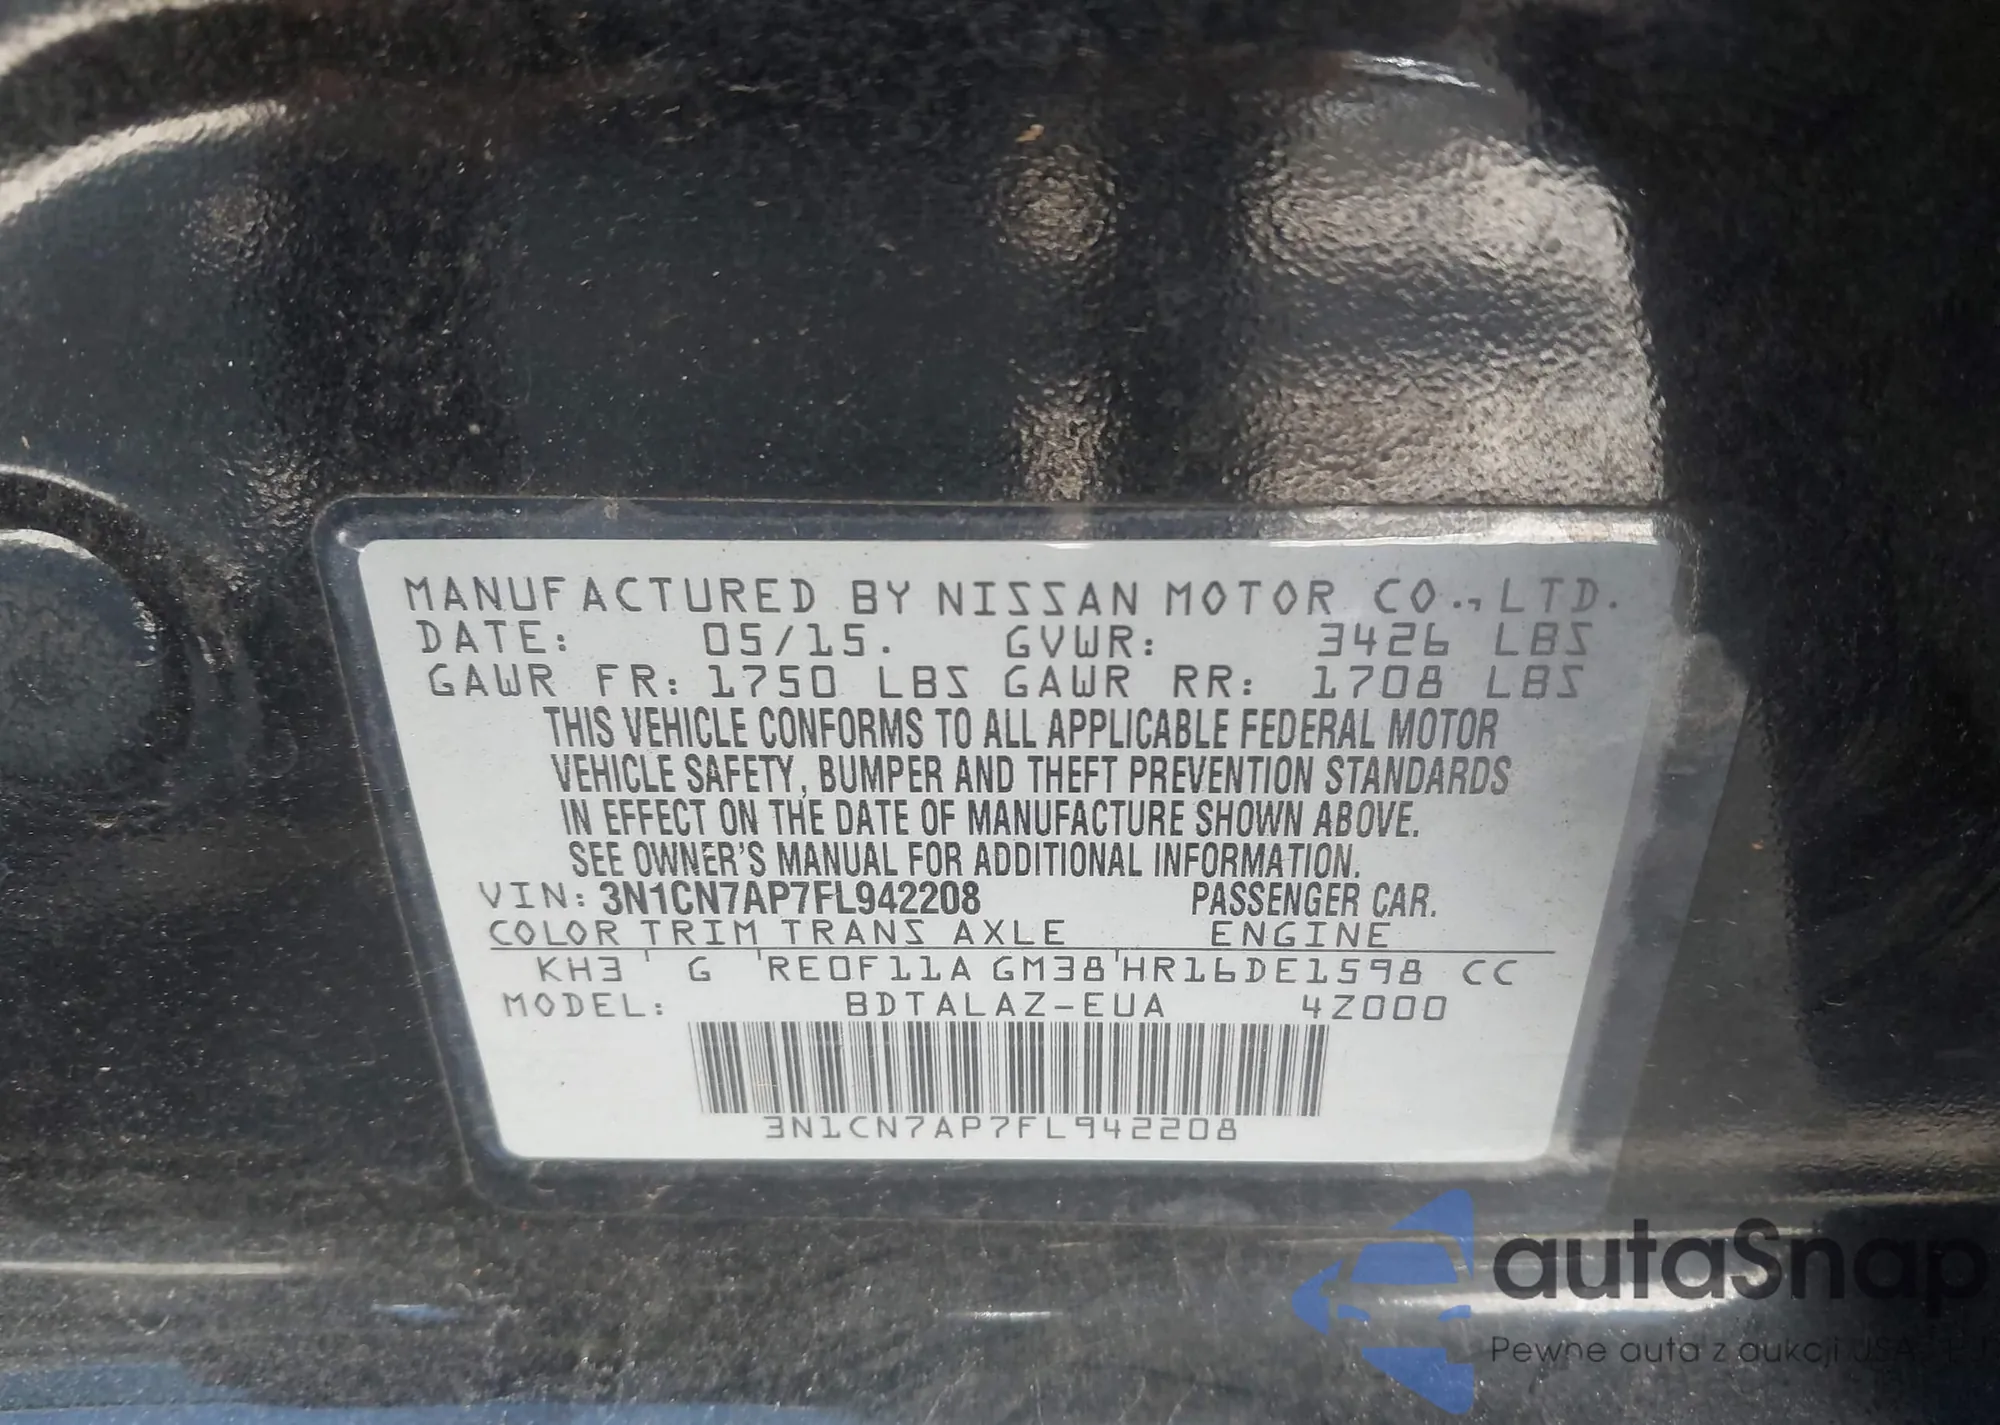 MANUFACTURED BY NISSAN MOTOR CO., LTD.
DATE: 05/15. GVWR: 3426 LBS
GAWR FR: 1750 LBS GAWR RR: 1708 LBS
THIS VEHICLE CONFORMS TO ALL APPLICABLE FEDERAL MOTOR
VEHICLE SAFETY, BUMPER AND THEFT PREVENTION STANDARDS
IN EFFECT ON THE DATE OF MANUFACTURE SHOWN ABOVE.
SEE OWNER'S MANUAL FOR ADDITIONAL INFORMATION.
VIN: 3N1CN7AP7FL942208 PASSENGER CAR.
COLOR TRIM TRANS AXLE ENGINE
KH3 ' G 'RE0F11A GM38'HR16DE1598 CC
MODEL: BDTALAZ-EUA 4Z000
3N1CN7AP7FL942208
autaSnap
Pewne auta z aukcji USA